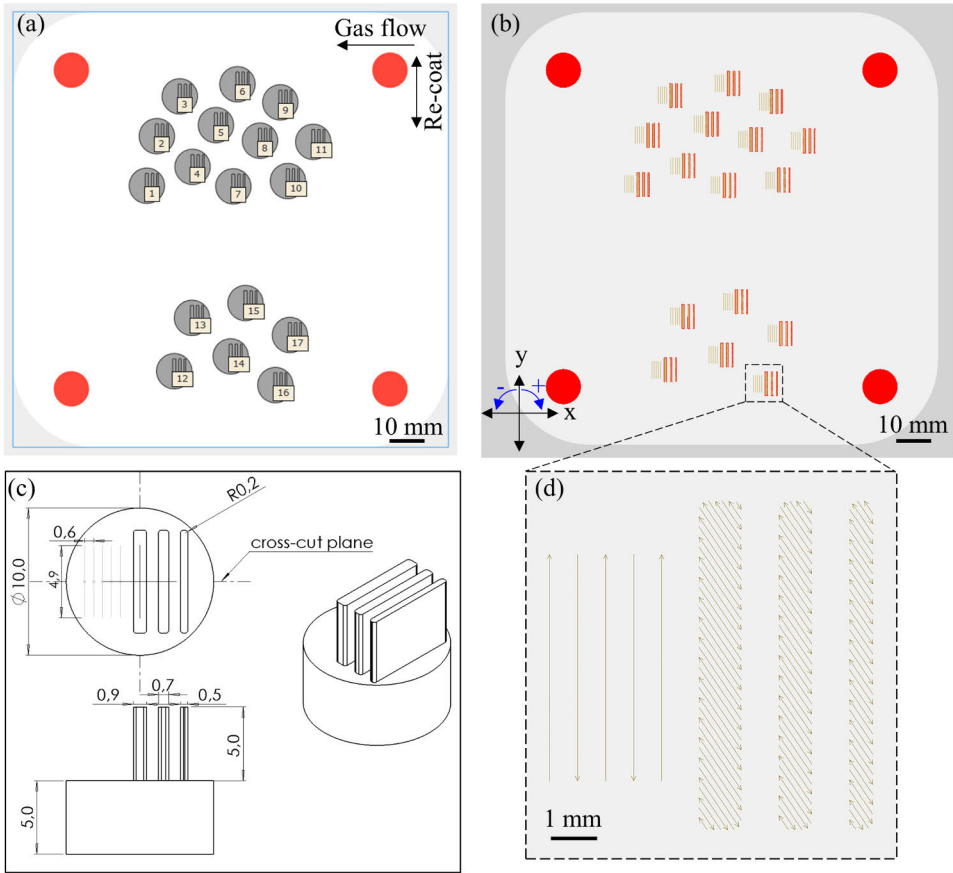 (a)
Gas flow
Re-coat
3
6
9
2
5
8
11
4
1
7
10
13
15
17
12
14
16
10 mm
(b)
y
-
+
x
10 mm
(c)
R0,2
0,6
cross-cut plane
4,9
Ø10,0
0,7
0,9
0,5
5,0
5,0
(d)
1 mm